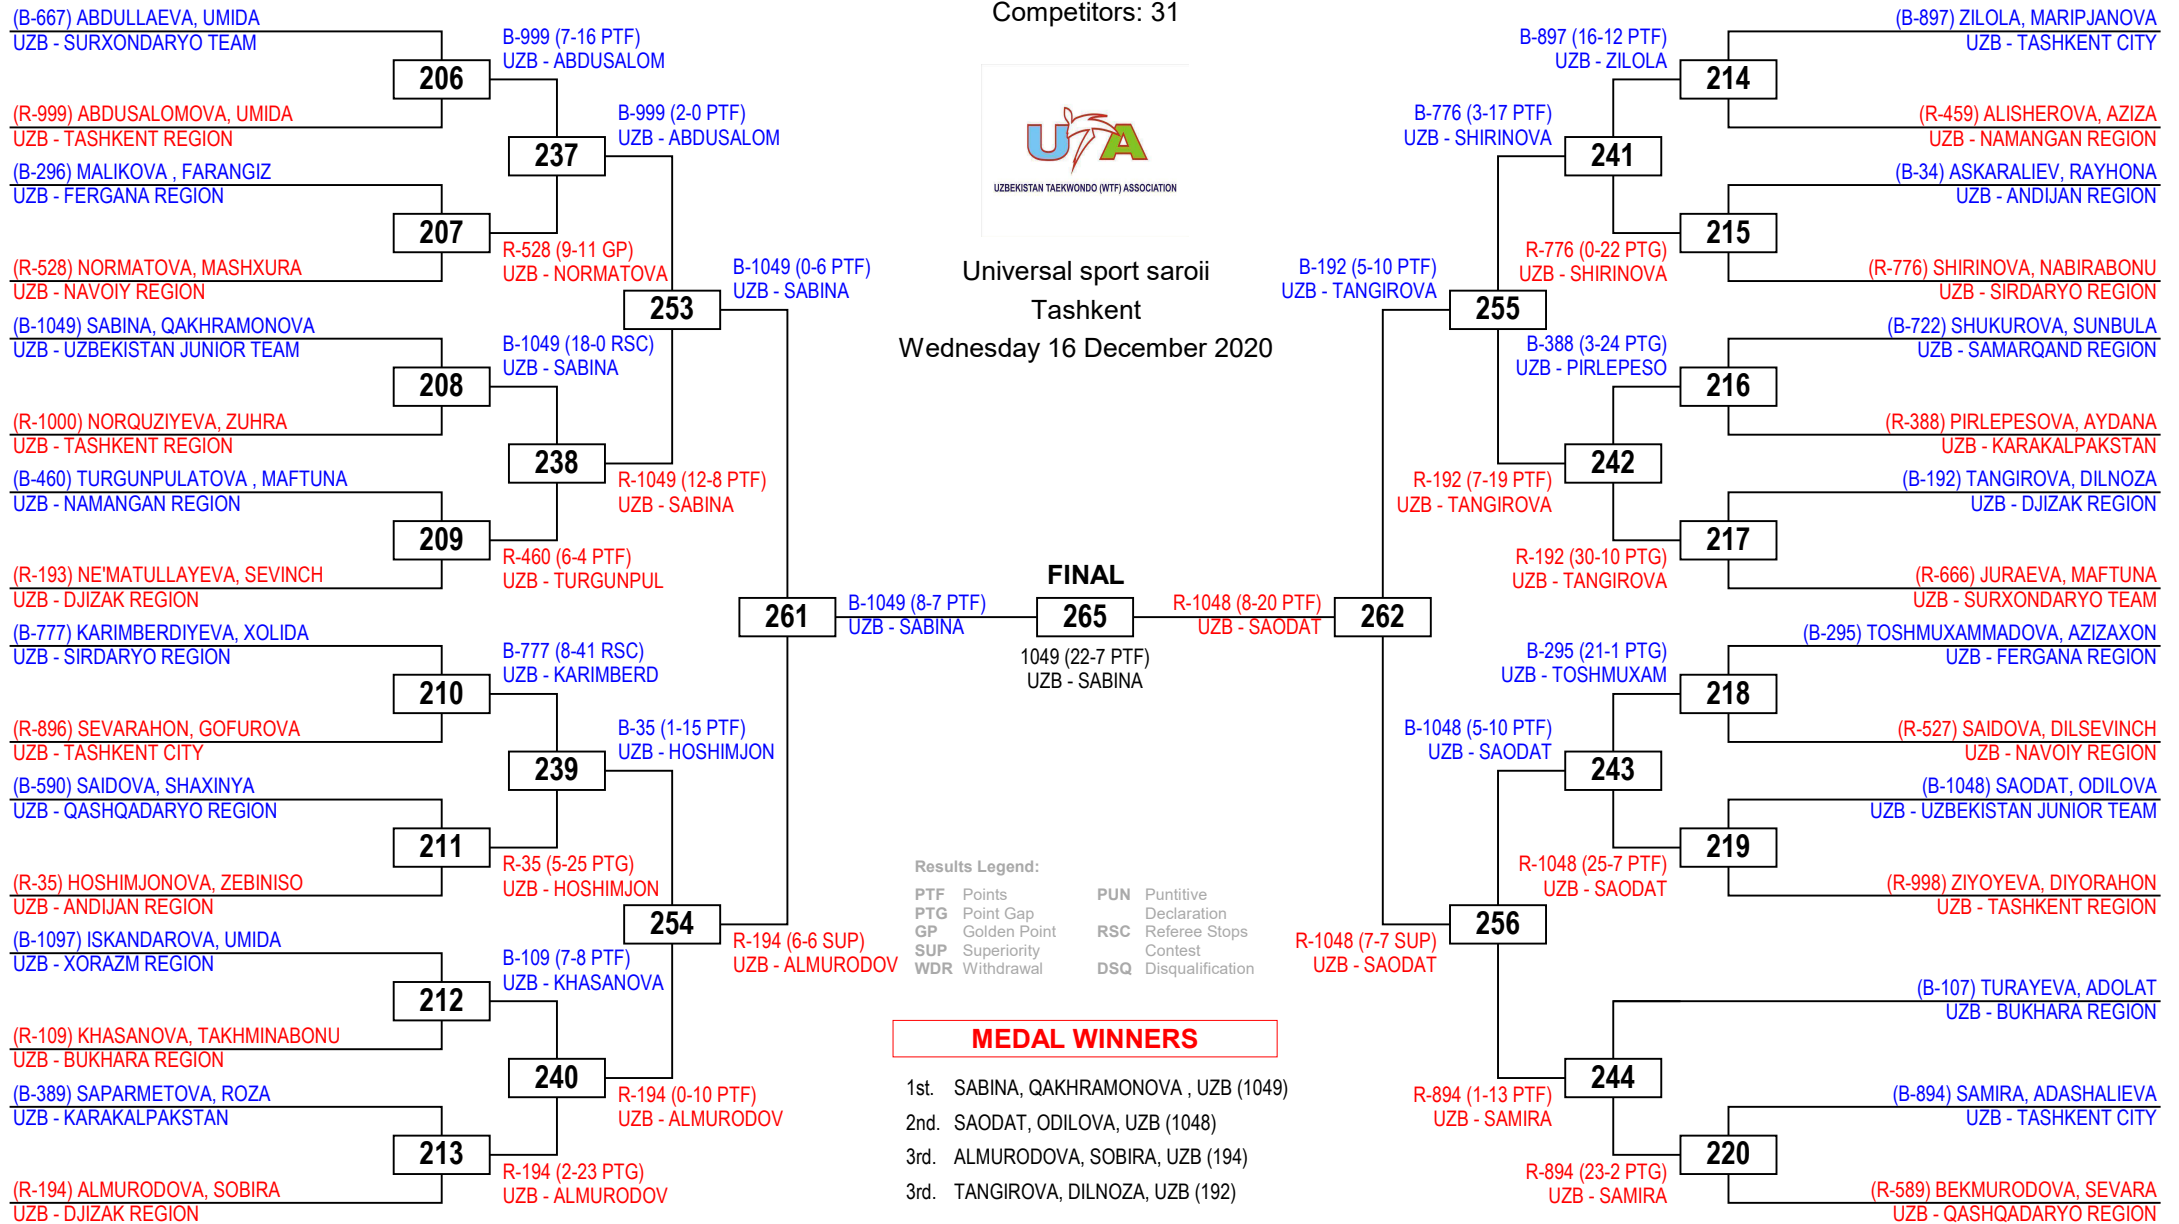 Competitors: 31
(B-667) ABDULLAEVA, UMIDA
UZB - SURXONDARYO TEAM
206
(R-999) ABDUSALOMOVA, UMIDA
UZB - TASHKENT REGION
(B-296) MALIKOVA , FARANGIZ
UZB - FERGANA REGION
207
(R-528) NORMATOVA, MASHXURA
UZB - NAVOIY REGION
(B-1049) SABINA, QAKHRAMONOVA
UZB - UZBEKISTAN JUNIOR TEAM
208
(R-1000) NORQUZIYEVA, ZUHRA
UZB - TASHKENT REGION
(B-460) TURGUNPULATOVA , MAFTUNA
UZB - NAMANGAN REGION
209
(R-193) NE'MATULLAYEVA, SEVINCH
UZB - DJIZAK REGION
(B-777) KARIMBERDIYEVA, XOLIDA
UZB - SIRDARYO REGION
210
(R-896) SEVARAHON, GOFUROVA
UZB - TASHKENT CITY
(B-590) SAIDOVA, SHAXINYA
UZB - QASHQADARYO REGION
211
(R-35) HOSHIMJONOVA, ZEBINISO
UZB - ANDIJAN REGION
(B-1097) ISKANDAROVA, UMIDA
UZB - XORAZM REGION
212
(R-109) KHASANOVA, TAKHMINABONU
UZB - BUKHARA REGION
(B-389) SAPARMETOVA, ROZA
UZB - KARAKALPAKSTAN
213
(R-194) ALMURODOVA, SOBIRA
UZB - DJIZAK REGION
B-999 (7-16 PTF)
UZB - ABDUSALOM
237
R-528 (9-11 GP)
UZB - NORMATOVA
B-1049 (18-0 RSC)
UZB - SABINA
238
R-460 (6-4 PTF)
UZB - TURGUNPUL
B-777 (8-41 RSC)
UZB - KARIMBERD
239
R-35 (5-25 PTG)
UZB - HOSHIMJON
B-109 (7-8 PTF)
UZB - KHASANOVA
240
R-194 (2-23 PTG)
UZB - ALMURODOV
B-999 (2-0 PTF)
UZB - ABDUSALOM
253
R-1049 (12-8 PTF)
UZB - SABINA
B-35 (1-15 PTF)
UZB - HOSHIMJON
254
R-194 (0-10 PTF)
UZB - ALMURODOV
B-1049 (0-6 PTF)
UZB - SABINA
261
R-194 (6-6 SUP)
UZB - ALMURODOV
B-1049 (8-7 PTF)
UZB - SABINA
UTA
UZBEKISTAN TAEKWONDO (WTF) ASSOCIATION
Universal sport saroii
Tashkent
Wednesday 16 December 2020
FINAL
265
1049 (22-7 PTF)
UZB - SABINA
R-1048 (8-20 PTF)
UZB - SAODAT
262
B-192 (5-10 PTF)
UZB - TANGIROVA
R-1048 (7-7 SUP)
UZB - SAODAT
B-776 (3-17 PTF)
UZB - SHIRINOVA
255
R-192 (7-19 PTF)
UZB - TANGIROVA
B-1048 (5-10 PTF)
UZB - SAODAT
256
R-894 (1-13 PTF)
UZB - SAMIRA
B-897 (16-12 PTF)
UZB - ZILOLA
241
R-776 (0-22 PTG)
UZB - SHIRINOVA
B-388 (3-24 PTG)
UZB - PIRLEPESO
242
R-192 (30-10 PTG)
UZB - TANGIROVA
B-295 (21-1 PTG)
UZB - TOSHMUXAM
243
R-1048 (25-7 PTF)
UZB - SAODAT
244
R-894 (23-2 PTG)
UZB - SAMIRA
(B-897) ZILOLA, MARIPJANOVA
UZB - TASHKENT CITY
214
(R-459) ALISHEROVA, AZIZA
UZB - NAMANGAN REGION
(B-34) ASKARALIEV, RAYHONA
UZB - ANDIJAN REGION
215
(R-776) SHIRINOVA, NABIRABONU
UZB - SIRDARYO REGION
(B-722) SHUKUROVA, SUNBULA
UZB - SAMARQAND REGION
216
(R-388) PIRLEPESOVA, AYDANA
UZB - KARAKALPAKSTAN
(B-192) TANGIROVA, DILNOZA
UZB - DJIZAK REGION
217
(R-666) JURAEVA, MAFTUNA
UZB - SURXONDARYO TEAM
(B-295) TOSHMUXAMMADOVA, AZIZAXON
UZB - FERGANA REGION
218
(R-527) SAIDOVA, DILSEVINCH
UZB - NAVOIY REGION
(B-1048) SAODAT, ODILOVA
UZB - UZBEKISTAN JUNIOR TEAM
219
(R-998) ZIYOYEVA, DIYORAHON
UZB - TASHKENT REGION
(B-107) TURAYEVA, ADOLAT
UZB - BUKHARA REGION
(B-894) SAMIRA, ADASHALIEVA
UZB - TASHKENT CITY
220
(R-589) BEKMURODOVA, SEVARA
UZB - QASHQADARYO REGION
Results Legend:
PTF Points
PTG Point Gap
GP Golden Point
SUP Superiority
WDR Withdrawal
PUN Puntitive
Declaration
RSC Referee Stops
Contest
DSQ Disqualification
MEDAL WINNERS
1st. SABINA, QAKHRAMONOVA , UZB (1049)
2nd. SAODAT, ODILOVA, UZB (1048)
3rd. ALMURODOVA, SOBIRA, UZB (194)
3rd. TANGIROVA, DILNOZA, UZB (192)